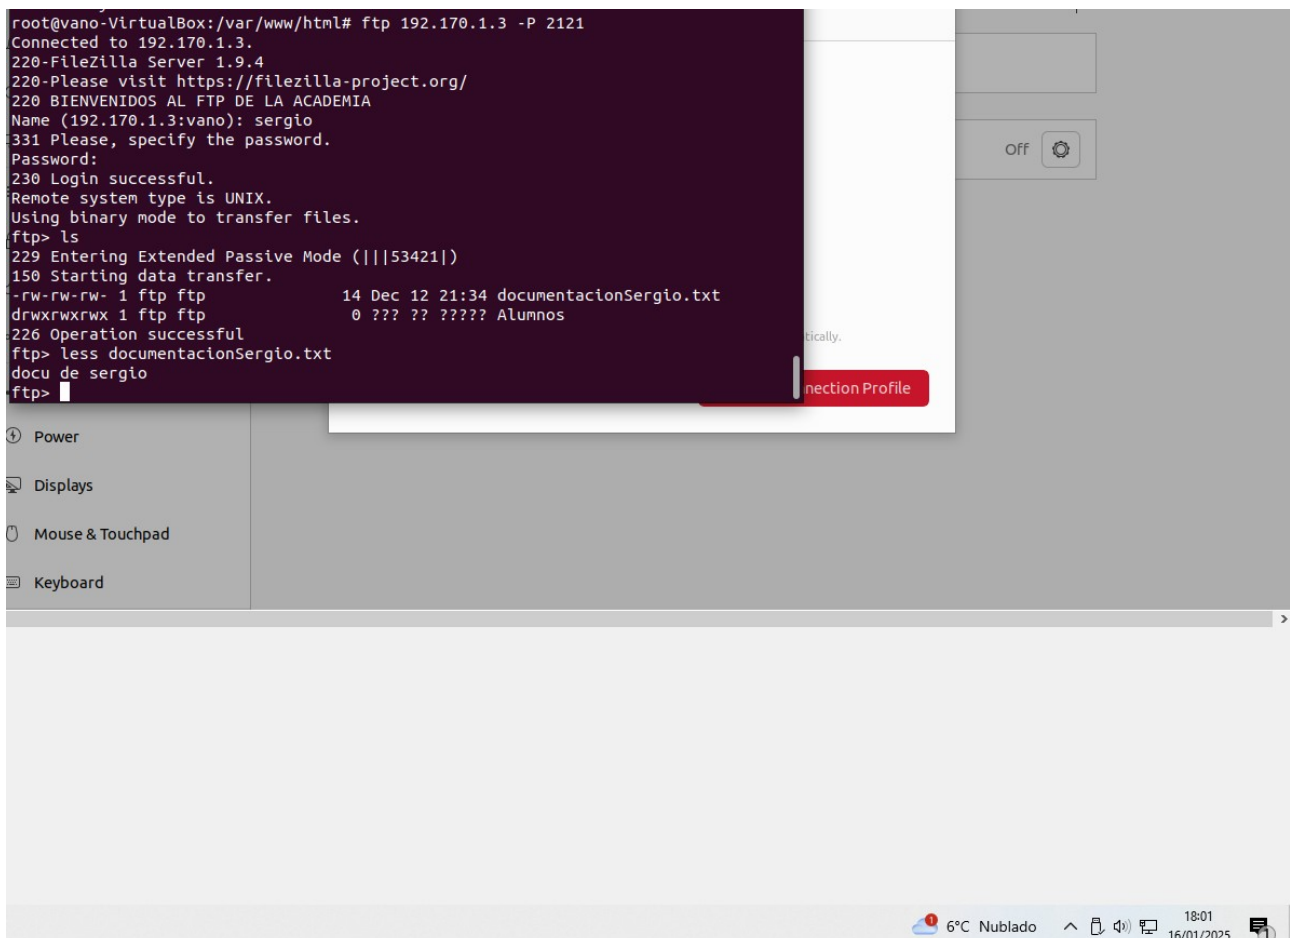 root@vano-VirtualBox:/var/www/html# ftp 192.170.1.3 -P 2121
Connected to 192.170.1.3.
220-FileZilla Server 1.9.4
220-Please visit https://filezilla-project.org/
220 BIENVENIDOS AL FTP DE LA ACADEMIA
Name (192.170.1.3:vano): sergio
331 Please, specify the password.
Password:
230 Login successful.
Remote system type is UNIX.
Using binary mode to transfer files.
ftp> ls
229 Entering Extended Passive Mode (|||53421|)
150 Starting data transfer.
-rw-rw-rw- 1 ftp ftp 14 Dec 12 21:34 documentacionSergio.txt
drwxrwxrwx 1 ftp ftp 0 ??? ?? ????? Alumnos
226 Operation successful
ftp> less documentacionSergio.txt
docu de sergio
ftp>
Off
tically.
nection Profile
Power
Displays
Mouse & Touchpad
Keyboard
1
6°C Nublado
18:01
16/01/2025
1